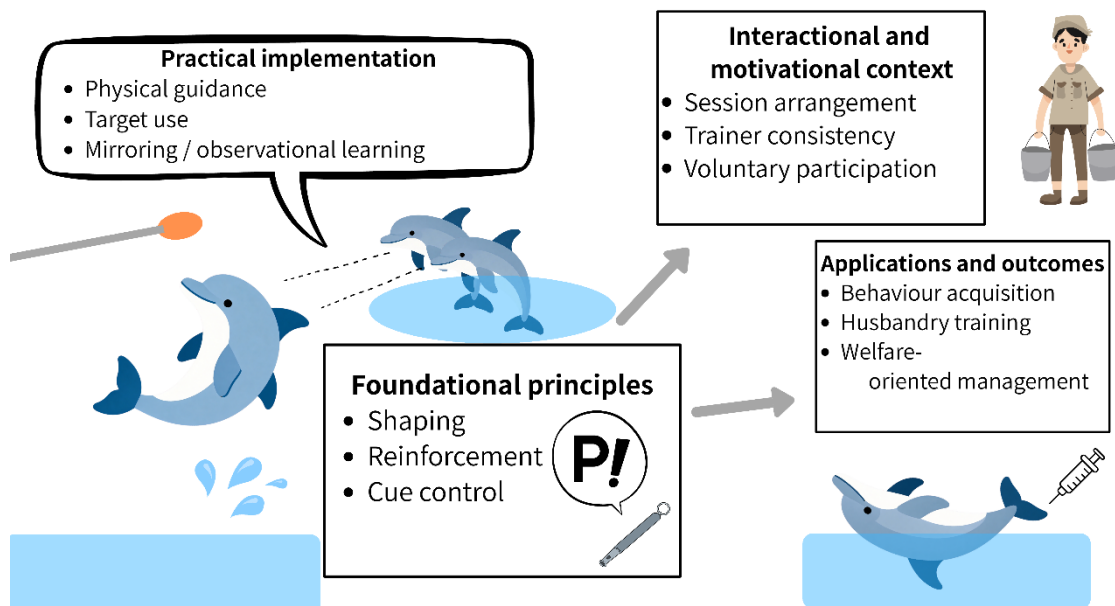 Practical implementation
• Physical guidance
• Target use
• Mirroring / observational learning
Interactional and
motivational context
• Session arrangement
• Trainer consistency
• Voluntary participation
Foundational principles
• Shaping
• Reinforcement
• Cue control
P!
Applications and outcomes
• Behaviour acquisition
• Husbandry training
• Welfare-
oriented management